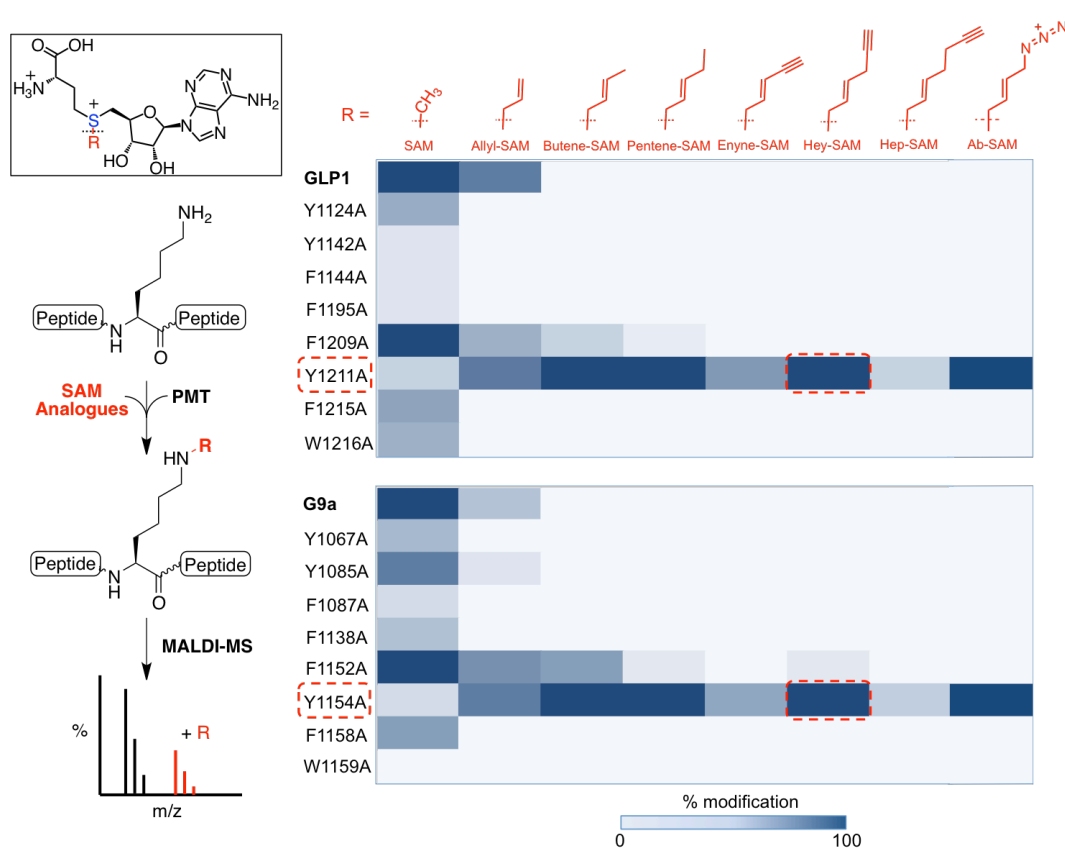 O
OH
+
H3N
+
S
R
O
HO
OH
N
N
N
N
NH2
NH2
Peptide
N
H
O
Peptide
SAM
Analogues
PMT
HN
R
Peptide
N
H
O
Peptide
MALDI-MS
%
+ R
m/z
R =
CH3
N=N=N
+
SAM
Allyl-SAM
Butene-SAM
Pentene-SAM
Enyne-SAM
Hey-SAM
Hep-SAM
Ab-SAM
GLP1
Y1124A
Y1142A
F1144A
F1195A
F1209A
Y1211A
F1215A
W1216A
G9a
Y1067A
Y1085A
F1087A
F1138A
F1152A
Y1154A
F1158A
W1159A
% modification
0
100